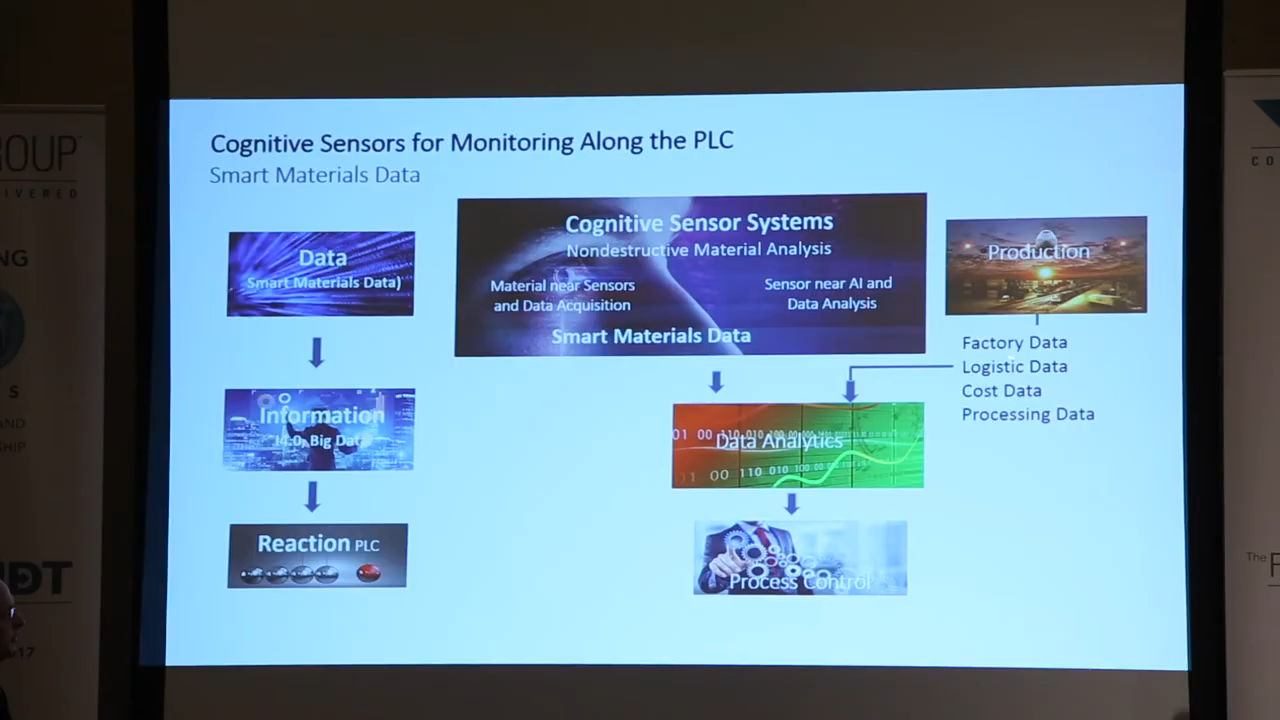 Cognitive Sensors for Monitoring Along the PLC
Smart Materials Data
Data
Smart Materials Data)
Information
I4.0, Big Data
Reaction PLC
Cognitive Sensor Systems
Nondestructive Material Analysis
Material near Sensors
and Data Acquisition
Sensor near AI and
Data Analysis
Smart Materials Data
Production
Factory Data
Logistic Data
Cost Data
Processing Data
Data Analytics
Process Control
ROUP
IVERED
NG
S
AND
SHIP
NDT
17
CO
The